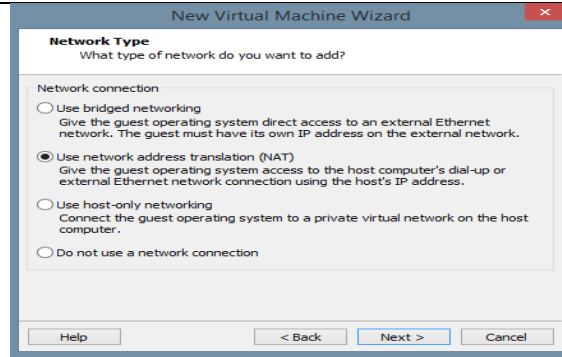 New Virtual Machine Wizard
Network Type
What type of network do you want to add?
Network connection
Use bridged networking
Give the guest operating system direct access to an external Ethernet
network. The guest must have its own IP address on the external network.
Use network address translation (NAT)
Give the guest operating system access to the host computer's dial-up or
external Ethernet network connection using the host's IP address.
Use host-only networking
Connect the guest operating system to a private virtual network on the host
computer.
Do not use a network connection
Help < Back Next > Cancel